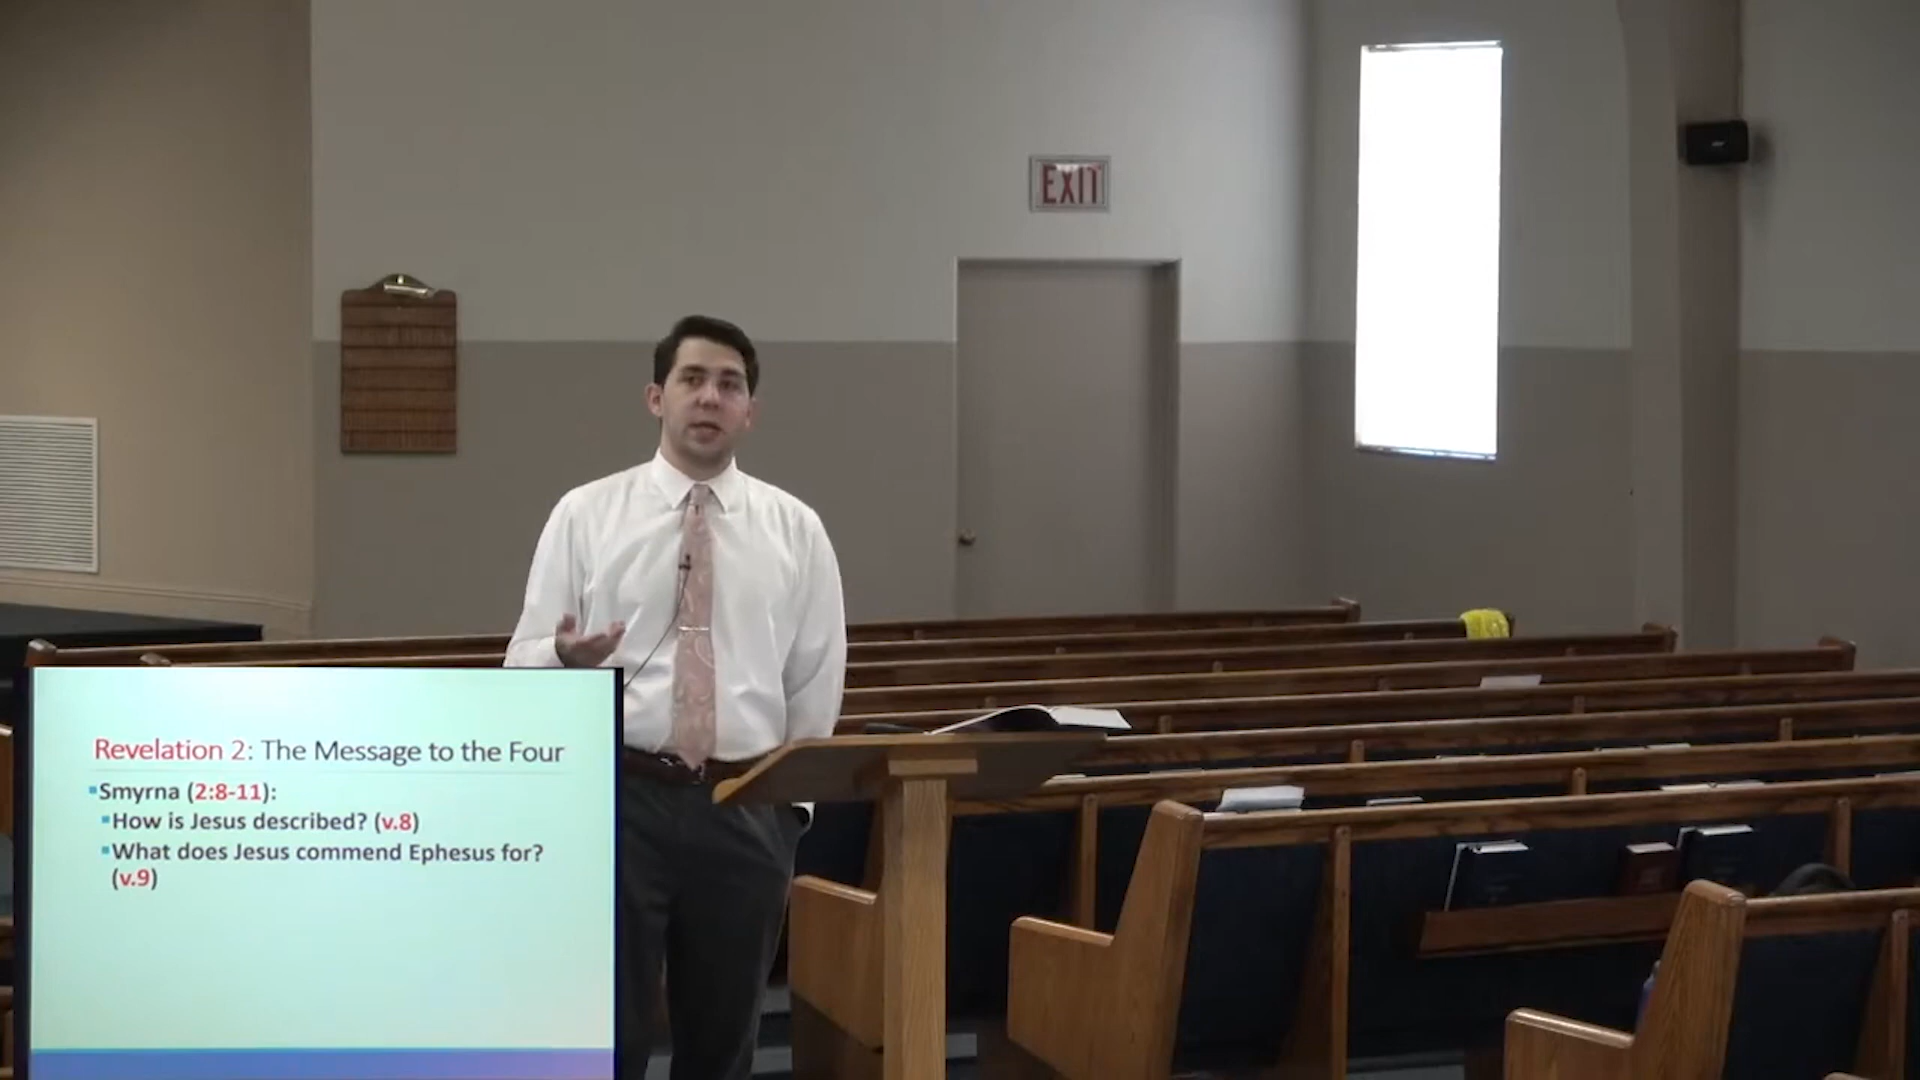 EXIT
Revelation 2: The Message to the Four
Smyrna (2:8-11):
How is Jesus described? (v.8)
What does Jesus commend Ephesus for?
(v.9)